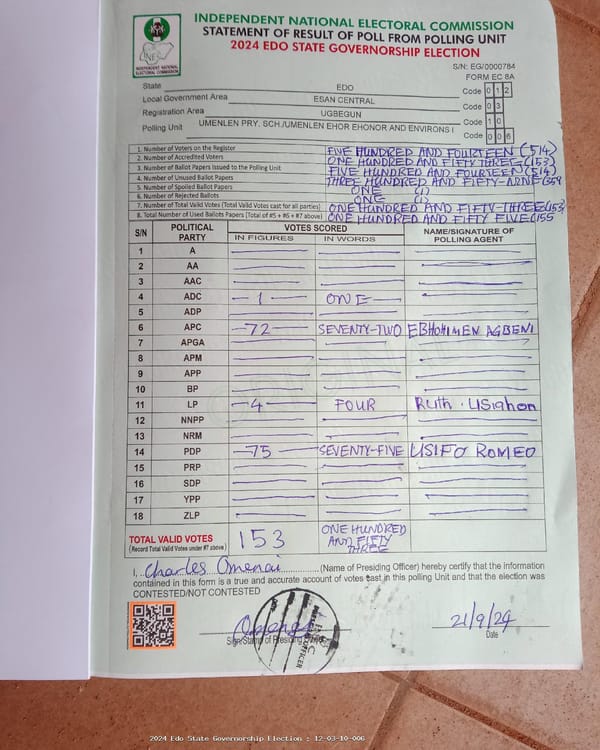 INDEPENDENT NATIONAL ELECTORAL COMMISSION
STATEMENT OF RESULT OF POLL FROM POLLING UNIT
2024 EDO STATE GOVERNORSHIP ELECTION
INEC
INDEPENDENT NATIONAL ELECTORAL COMMISSION
S/N: EG/0000784
FORM EC 8A
State EDO Code 0 1 2
Local Government Area ESAN CENTRAL Code 0 3
Registration Area UGBEGUN Code 1 0
Polling Unit UMENLEN PRY. SCH./UMENLEN EHOR EHONOR AND ENVIRONS I Code 0 0 6
1. Number of Voters on the Register FIVE HUNDRED AND FOURTEEN (514)
2. Number of Accredited Voters ONE HUNDRED AND FIFTY THREE (153)
3. Number of Ballot Papers Issued to the Polling Unit FIVE HUNDRED AND FOURTEEN (514)
4. Number of Unused Ballot Papers THREE HUNDRED AND FIFTY-NINE (359
5. Number of Spoiled Ballot Papers ONE (1)
6. Number of Rejected Ballots ONE (1)
7. Number of Total Valid Votes (Total Valid Votes cast for all parties) ONE HUNDRED AND FIFTY-THREE (153)
8. Total Number of Used Ballots Papers (Total of #5 + #6 + #7 above) ONE HUNDRED AND FIFTY FIVE (155
S/N POLITICAL PARTY VOTES SCORED NAME/SIGNATURE OF POLLING AGENT
IN FIGURES IN WORDS
1 A
2 AA
3 AAC
4 ADC 1 ONE
5 ADP
6 APC 72 SEVENTY-TWO EBHOHIMEN AGBENI
7 APGA
8 APM
9 APP
10 BP
11 LP 4 FOUR Ruth . Usiahon
12 NNPP
13 NRM
14 PDP 75 SEVENTY-FIVE USIFO ROMEO
15 PRP
16 SDP
17 YPP
18 ZLP
TOTAL VALID VOTES 153 ONE HUNDRED AND FIFTY THREE
(Record Total Valid Votes under #7 above)
I, Charles Omenai (Name of Presiding Officer) hereby certify that the information
contained in this form is a true and accurate account of votes cast in this polling Unit and that the election was
CONTESTED/NOT CONTESTED
21/9/24
Sign/Stamp of Presiding Officer
Date
2024 Edo State Governorship Election : 12-03-10-006